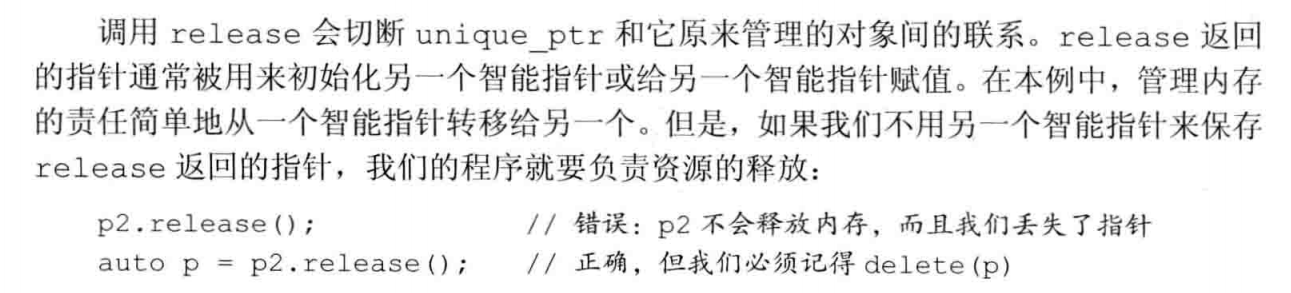 调用 release 会切断 unique_ptr 和它原来管理的对象间的联系。release 返回
的指针通常被用来初始化另一个智能指针或给另一个智能指针赋值。在本例中，管理内存
的责任简单地从一个智能指针转移给另一个。但是，如果我们不用另一个智能指针来保存
release 返回的指针，我们的程序就要负责资源的释放：
p2.release(); // 错误：p2 不会释放内存，而且我们丢失了指针
auto p = p2.release(); // 正确，但我们必须记得 delete(p)